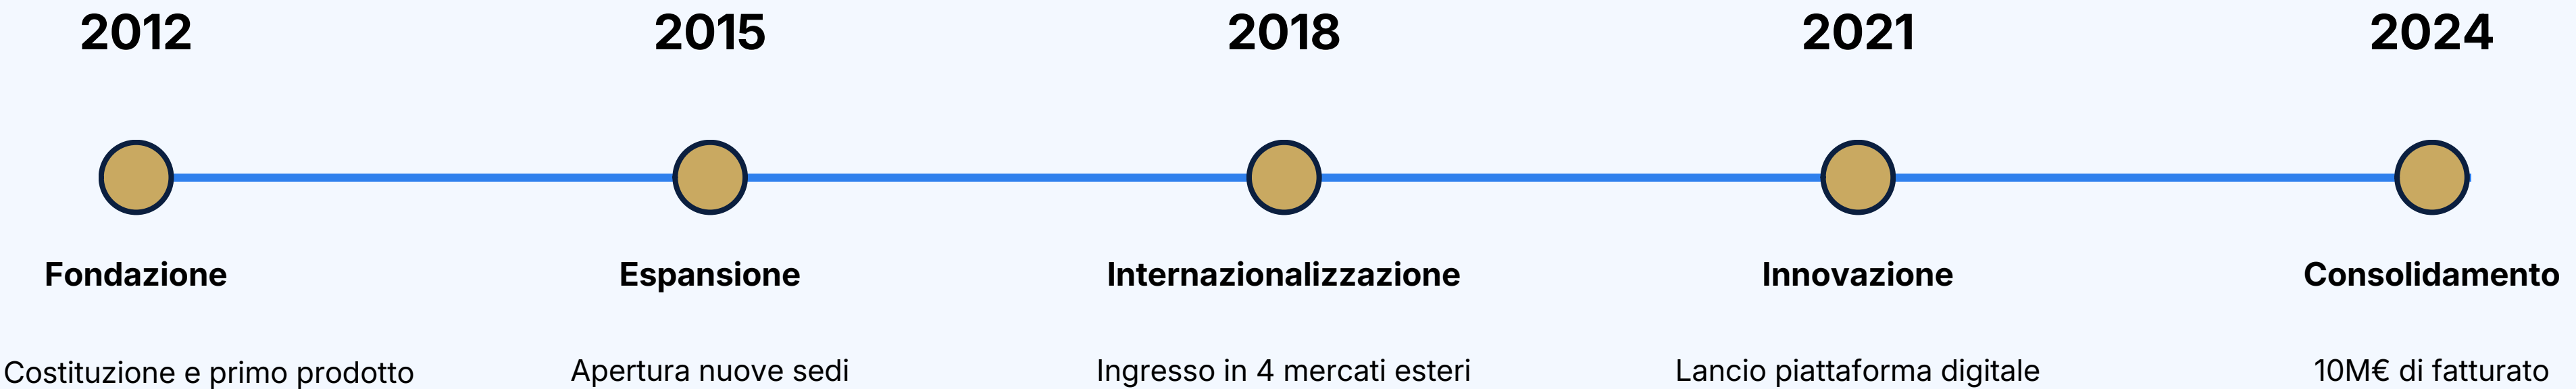 2012
2015
2018
2021
2024
Fondazione
Espansione
Internazionalizzazione
Innovazione
Consolidamento
Costituzione e primo prodotto
Apertura nuove sedi
Ingresso in 4 mercati esteri
Lancio piattaforma digitale
10M€ di fatturato